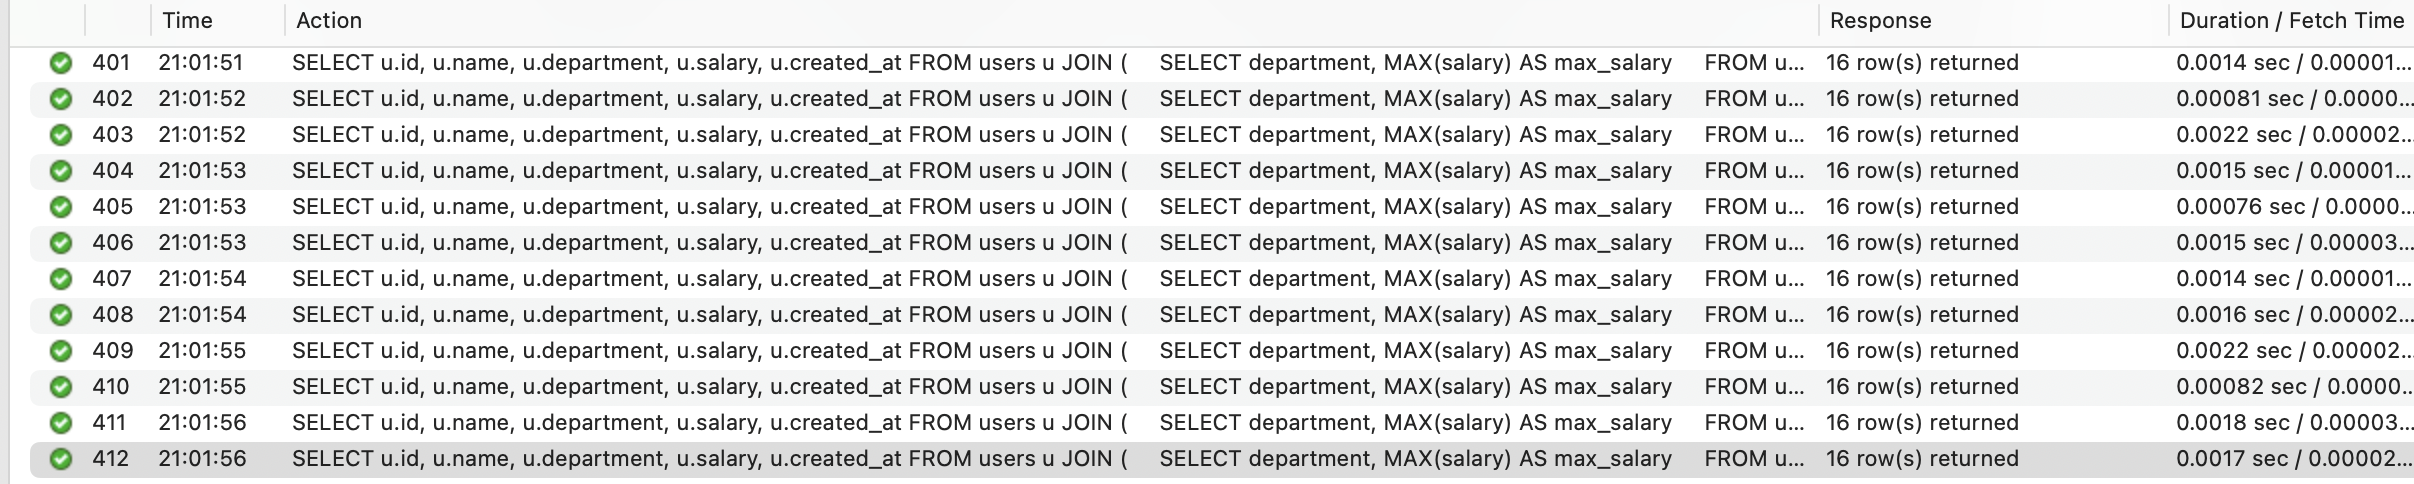 Time Action Response Duration / Fetch Time
401 21:01:51 SELECT u.id, u.name, u.department, u.salary, u.created_at FROM users u JOIN ( SELECT department, MAX(salary) AS max_salary FROM u... 16 row(s) returned 0.0014 sec / 0.00001...
402 21:01:52 SELECT u.id, u.name, u.department, u.salary, u.created_at FROM users u JOIN ( SELECT department, MAX(salary) AS max_salary FROM u... 16 row(s) returned 0.00081 sec / 0.0000...
403 21:01:52 SELECT u.id, u.name, u.department, u.salary, u.created_at FROM users u JOIN ( SELECT department, MAX(salary) AS max_salary FROM u... 16 row(s) returned 0.0022 sec / 0.00002...
404 21:01:53 SELECT u.id, u.name, u.department, u.salary, u.created_at FROM users u JOIN ( SELECT department, MAX(salary) AS max_salary FROM u... 16 row(s) returned 0.0015 sec / 0.00001...
405 21:01:53 SELECT u.id, u.name, u.department, u.salary, u.created_at FROM users u JOIN ( SELECT department, MAX(salary) AS max_salary FROM u... 16 row(s) returned 0.00076 sec / 0.0000...
406 21:01:53 SELECT u.id, u.name, u.department, u.salary, u.created_at FROM users u JOIN ( SELECT department, MAX(salary) AS max_salary FROM u... 16 row(s) returned 0.0015 sec / 0.00003...
407 21:01:54 SELECT u.id, u.name, u.department, u.salary, u.created_at FROM users u JOIN ( SELECT department, MAX(salary) AS max_salary FROM u... 16 row(s) returned 0.0014 sec / 0.00001...
408 21:01:54 SELECT u.id, u.name, u.department, u.salary, u.created_at FROM users u JOIN ( SELECT department, MAX(salary) AS max_salary FROM u... 16 row(s) returned 0.0016 sec / 0.00002...
409 21:01:55 SELECT u.id, u.name, u.department, u.salary, u.created_at FROM users u JOIN ( SELECT department, MAX(salary) AS max_salary FROM u... 16 row(s) returned 0.0022 sec / 0.00002...
410 21:01:55 SELECT u.id, u.name, u.department, u.salary, u.created_at FROM users u JOIN ( SELECT department, MAX(salary) AS max_salary FROM u... 16 row(s) returned 0.00082 sec / 0.0000...
411 21:01:56 SELECT u.id, u.name, u.department, u.salary, u.created_at FROM users u JOIN ( SELECT department, MAX(salary) AS max_salary FROM u... 16 row(s) returned 0.0018 sec / 0.00003...
412 21:01:56 SELECT u.id, u.name, u.department, u.salary, u.created_at FROM users u JOIN ( SELECT department, MAX(salary) AS max_salary FROM u... 16 row(s) returned 0.0017 sec / 0.00002...